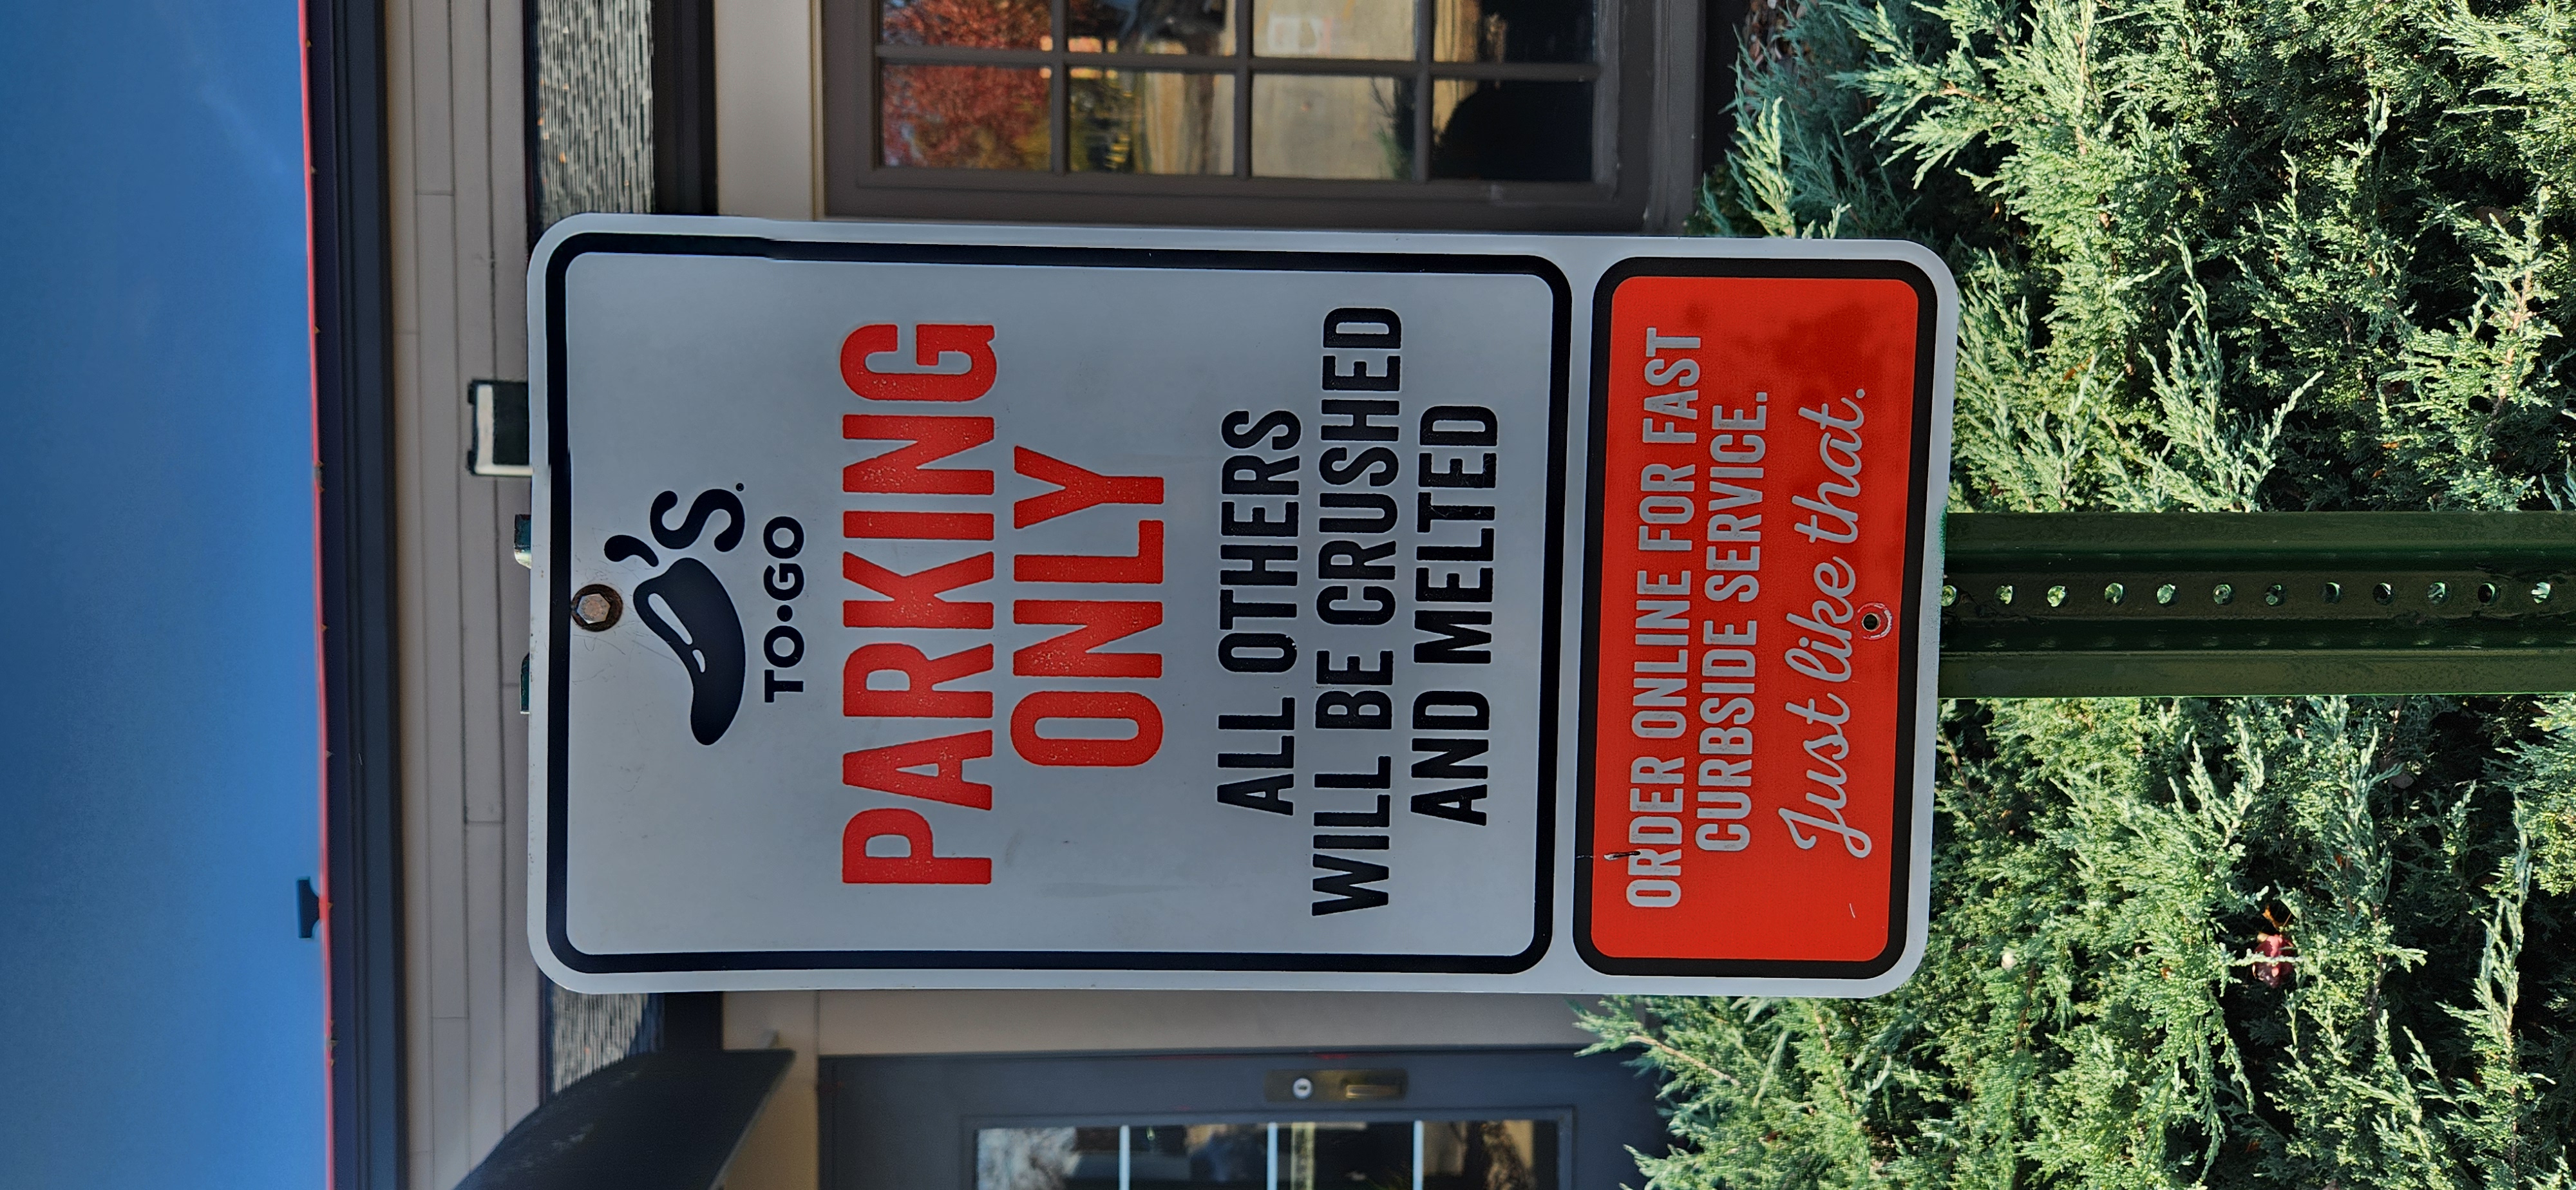 's.
TO•GO
PARKING
ONLY
ALL OTHERS
WILL BE CRUSHED
AND MELTED
ORDER ONLINE FOR FAST
CURBSIDE SERVICE.
Just like that.